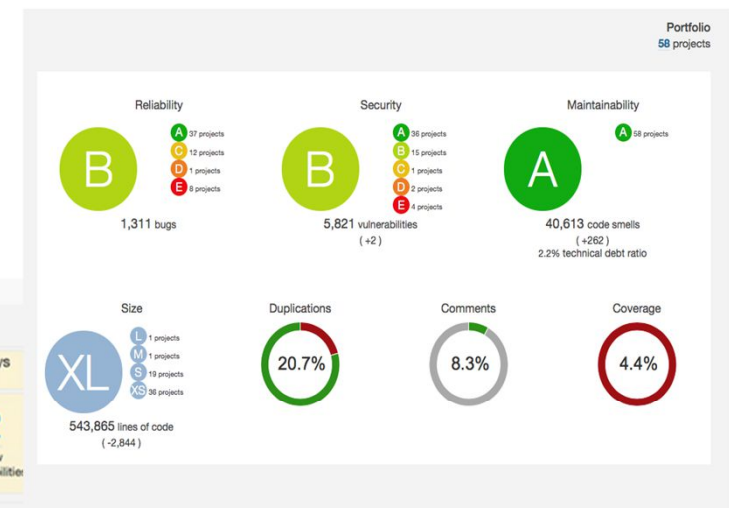 Portfolio
58 projects
Reliability
B
A 37 projects
C 12 projects
D 1 projects
E 8 projects
1,311 bugs
Security
B
A 36 projects
B 15 projects
C 1 projects
D 2 projects
E 4 projects
5,821 vulnerabilities
( +2 )
Maintainability
A
A 58 projects
40,613 code smells
( +262 )
2.2% technical debt ratio
Size
XL
L 1 projects
M 1 projects
S 19 projects
XS 36 projects
543,865 lines of code
( -2,844 )
Duplications
20.7%
Comments
8.3%
Coverage
4.4%